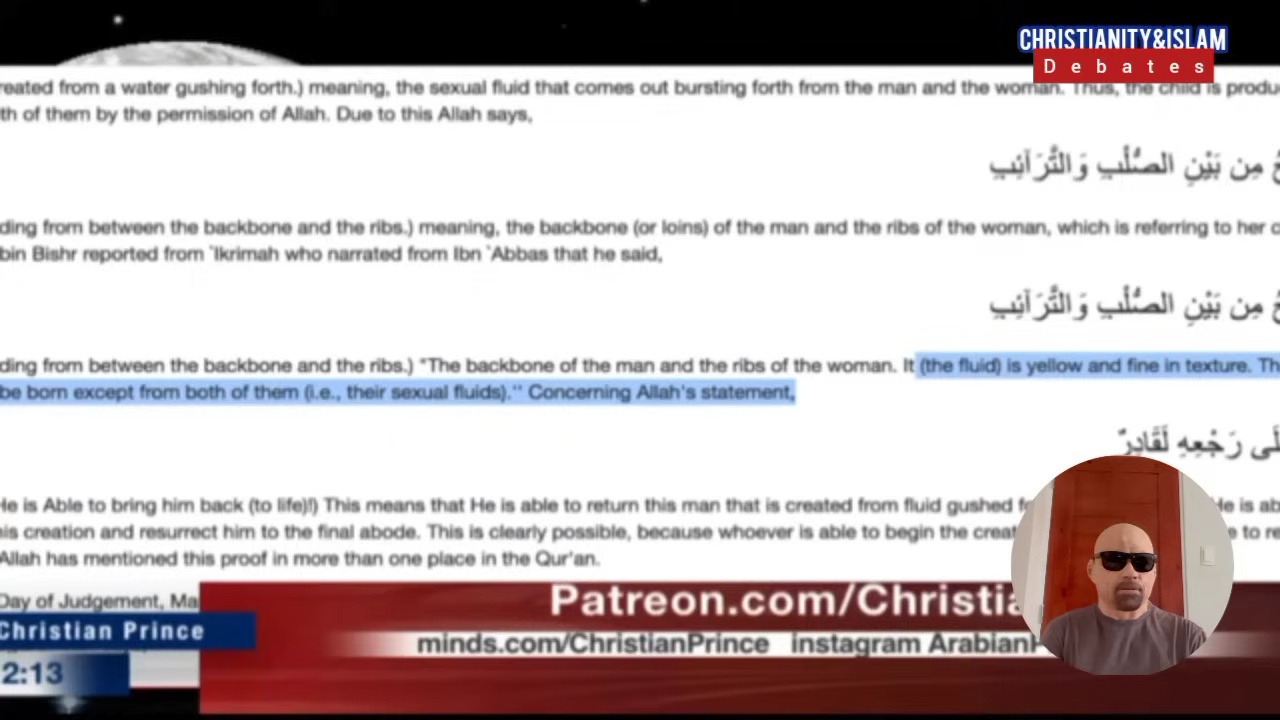 CHRISTIANITY&ISLAM
Debates
reated from a water gushing forth.) meaning, the sexual fluid that comes out bursting forth from the man and the woman. Thus, the child is produ
th of them by the permission of Allah. Due to this Allah says,
مِن بَيْنِ الصُّلْبِ وَالتَّرَآئِبِ
ding from between the backbone and the ribs.) meaning, the backbone (or loins) of the man and the ribs of the woman, which is referring to her c
bin Bishr reported from `Ikrimah who narrated from Ibn `Abbas that he said,
مِن بَيْنِ الصُّلْبِ وَالتَّرَآئِبِ
ding from between the backbone and the ribs.) "The backbone of the man and the ribs of the woman. It (the fluid) is yellow and fine in texture. Th
be born except from both of them (i.e., their sexual fluids).'' Concerning Allah's statement,
لَى رَجْعِهِ لَقَادِرٌ
He is Able to bring him back (to life)!) This means that He is able to return this man that is created from fluid gushed f He is ab
is creation and resurrect him to the final abode. This is clearly possible, because whoever is able to begin the creat e to re
Allah has mentioned this proof in more than one place in the Qur'an.
Day of Judgement, Ma
Patreon.com/Christia
Christian Prince
minds.com/ChristianPrince instagram ArabianP
2:13